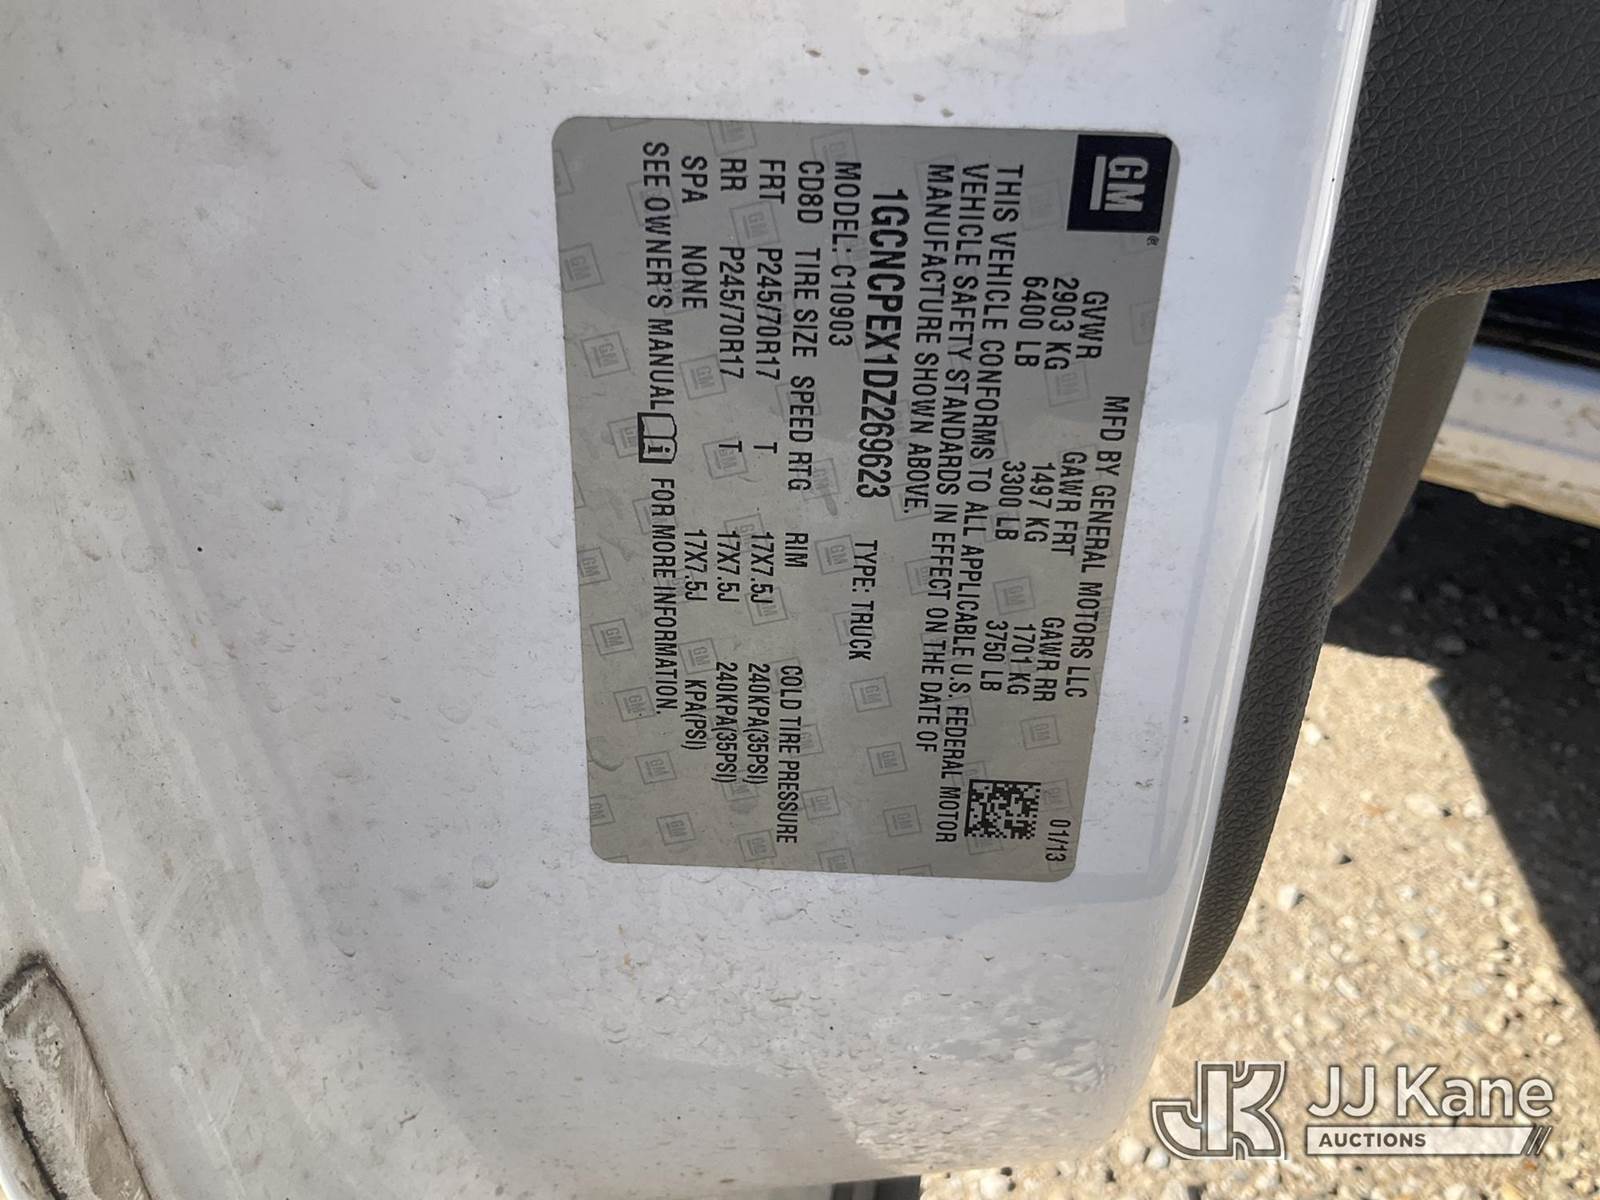 GM®
MFD BY GENERAL MOTORS LLC 01/13
GVWR GAWR FRT GAWR RR
2903 KG 1497 KG 1701 KG
6400 LB 3300 LB 3750 LB
THIS VEHICLE CONFORMS TO ALL APPLICABLE U.S. FEDERAL MOTOR
VEHICLE SAFETY STANDARDS IN EFFECT ON THE DATE OF
MANUFACTURE SHOWN ABOVE.
1GCNCPEX1DZ269623 TYPE: TRUCK
MODEL: C10903
CD8D TIRE SIZE SPEED RTG RIM COLD TIRE PRESSURE
FRT P245/70R17 T 17X7.5J 240KPA(35PSI)
RR P245/70R17 T 17X7.5J 240KPA(35PSI)
SPA NONE 17X7.5J KPA(PSI)
SEE OWNER'S MANUAL i FOR MORE INFORMATION.
JK JJ Kane
AUCTIONS